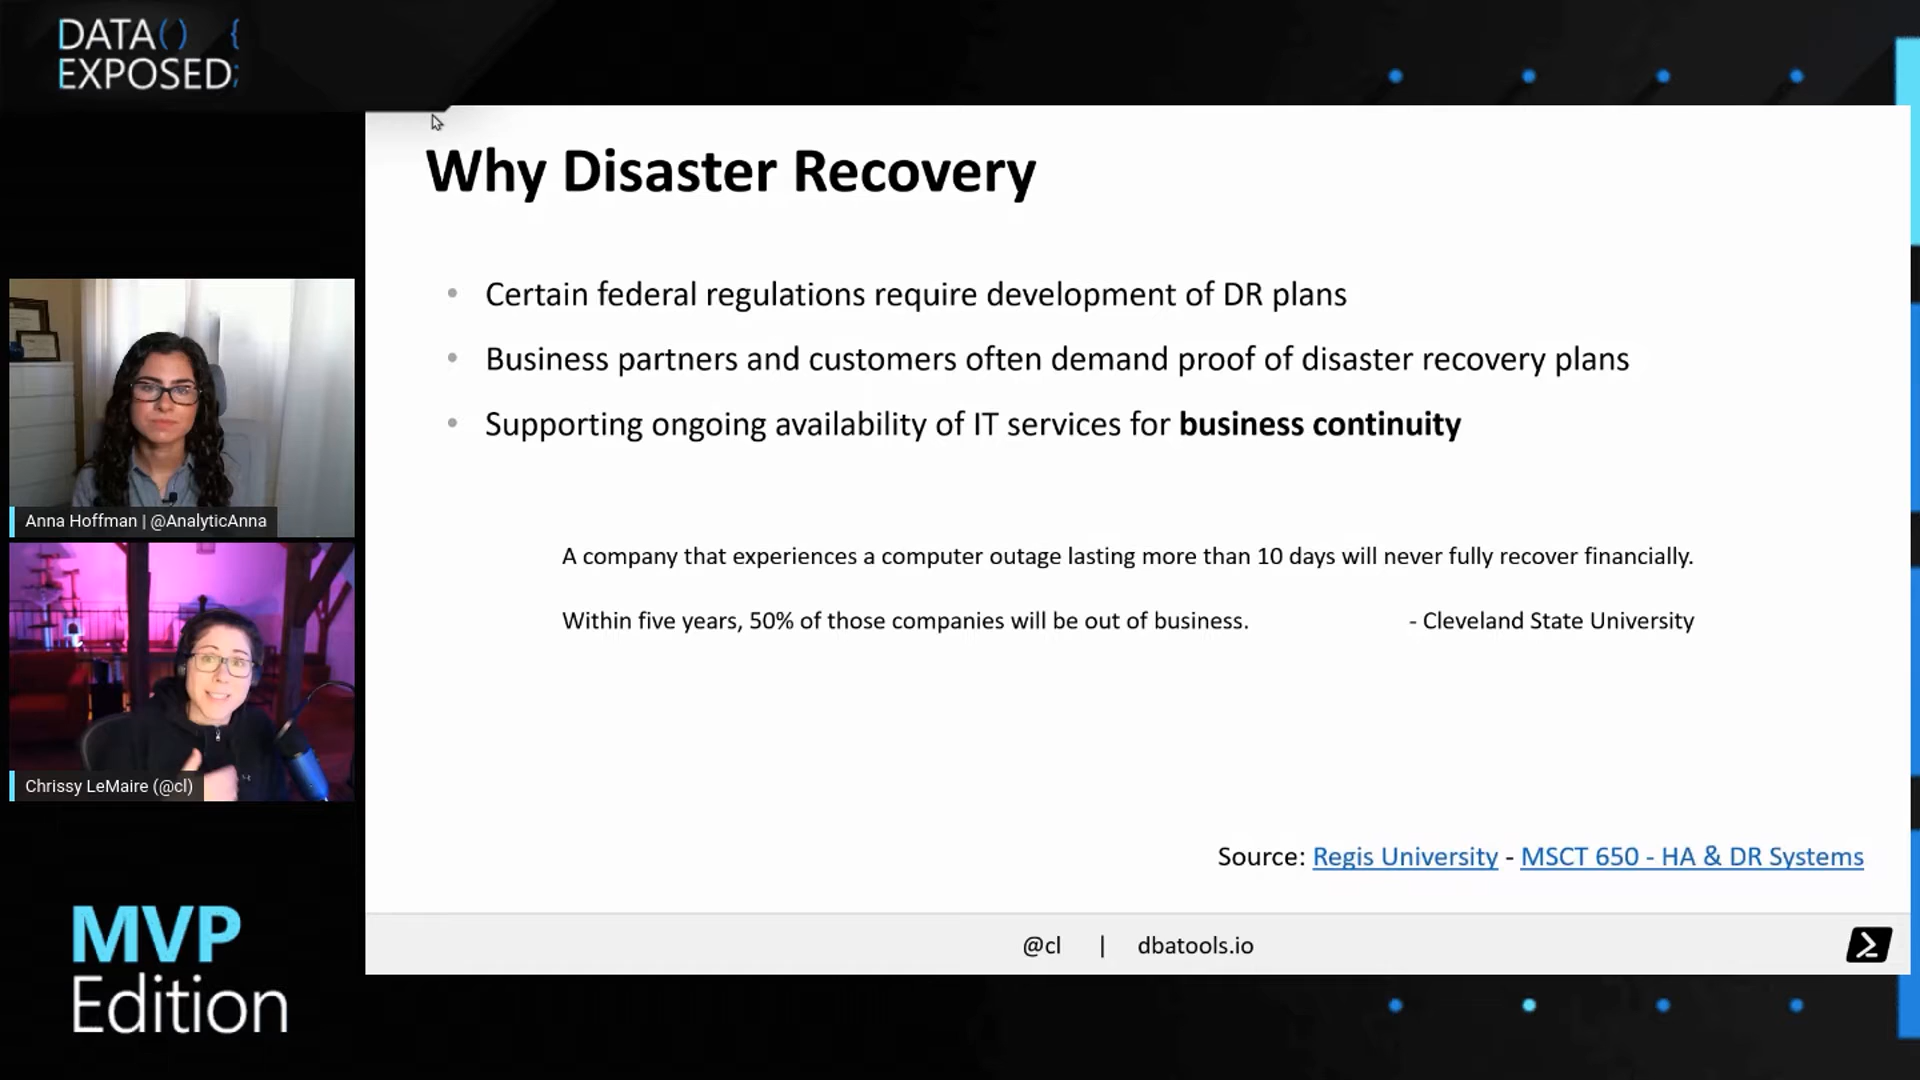 DATA() {
EXPOSED;
Why Disaster Recovery
• Certain federal regulations require development of DR plans
• Business partners and customers often demand proof of disaster recovery plans
• Supporting ongoing availability of IT services for business continuity
A company that experiences a computer outage lasting more than 10 days will never fully recover financially.
Within five years, 50% of those companies will be out of business. - Cleveland State University
Source: Regis University - MSCT 650 - HA & DR Systems
@cl | dbatools.io
Anna Hoffman | @AnalyticAnna
Chrissy LeMaire (@cl)
MVP
Edition